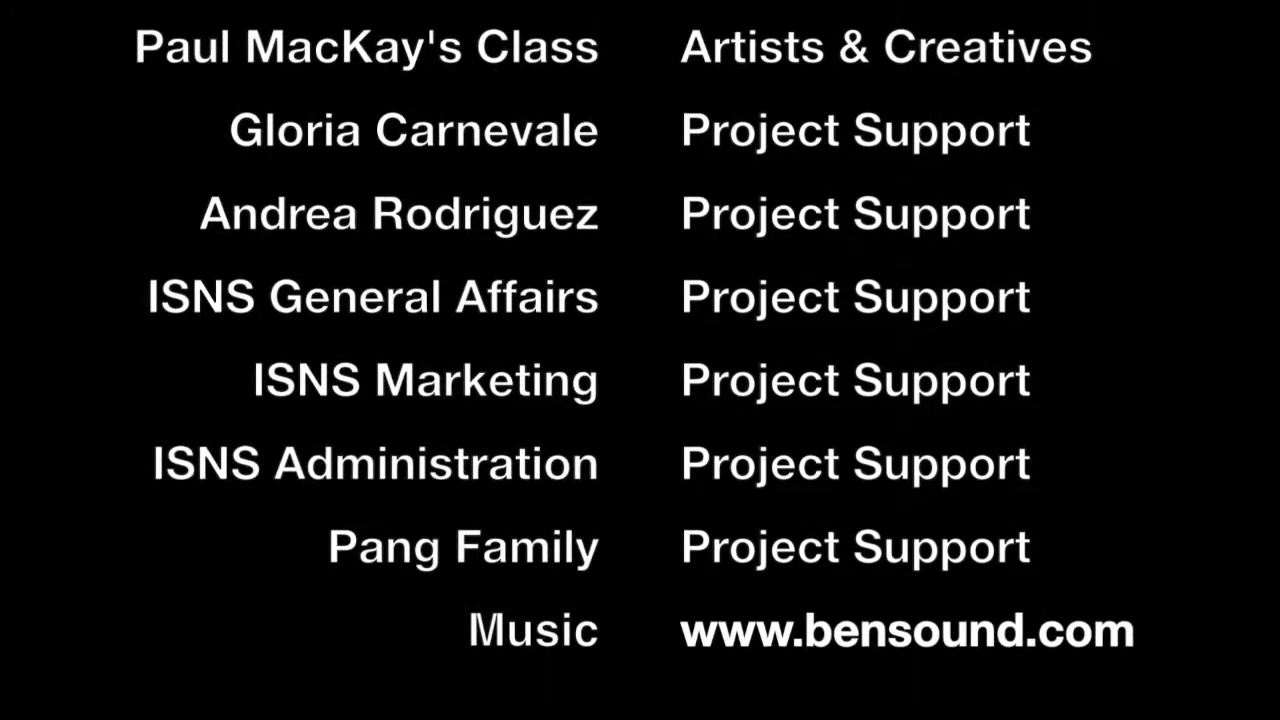 Paul MacKay's Class Artists & Creatives
Gloria Carnevale Project Support
Andrea Rodriguez Project Support
ISNS General Affairs Project Support
ISNS Marketing Project Support
ISNS Administration Project Support
Pang Family Project Support
Music www.bensound.com